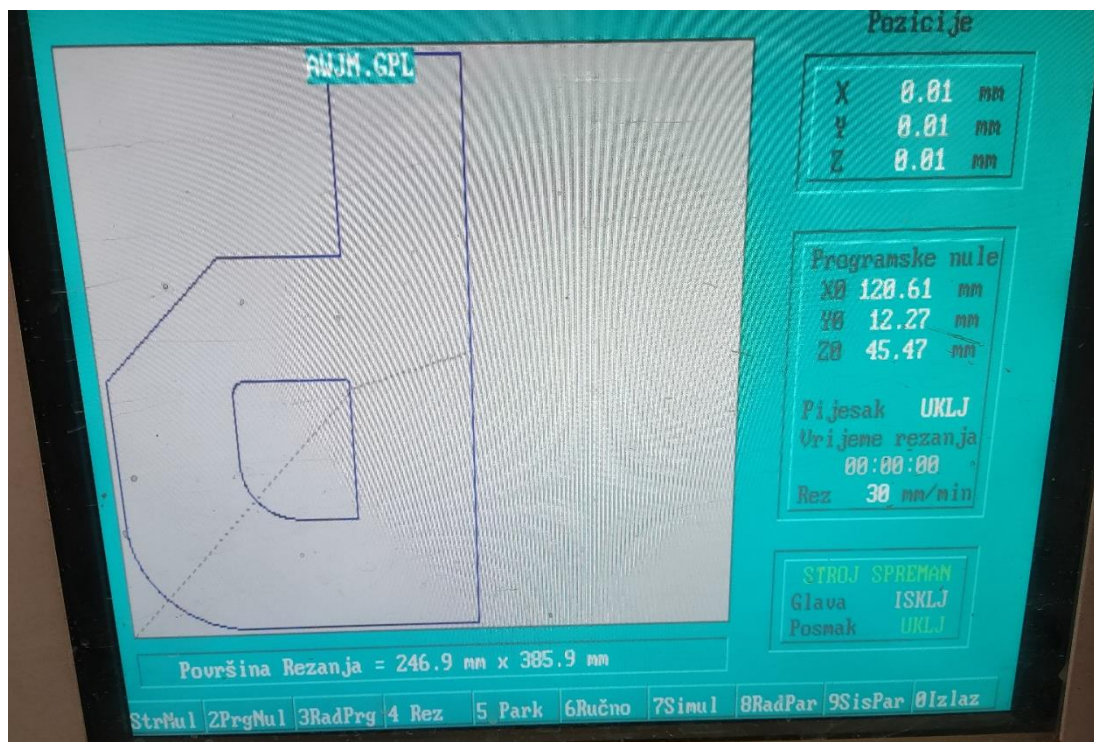 AWJM.GPL
Pozicije
X 0.01 mm
Y 0.01 mm
Z 0.01 mm
Programske nule
X0 120.61 mm
Y0 12.27 mm
Z0 45.47 mm
Pijesak UKLJ
Vrijeme rezanja
00:00:00
Rez 30 mm/min
STROJ SPREMAN
Glava ISKLJ
Posmak UKLJ
Površina Rezanja = 246.9 mm x 385.9 mm
StrNul 2PrgNul 3RadPrg 4 Rez 5 Park 6Ručno 7Simul 8RadPar 9SisPar 0Izlaz